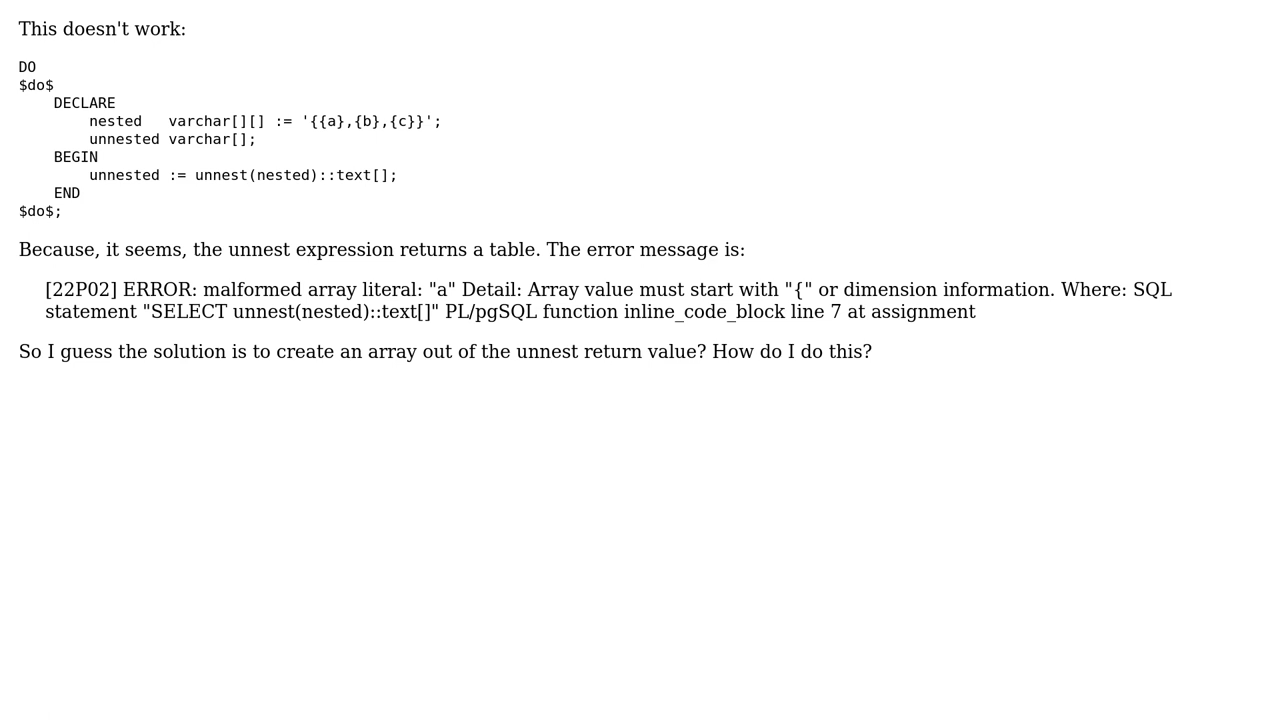 This doesn't work:
DO
$do$
    DECLARE
        nested   varchar[][] := '{{a},{b},{c}}';
        unnested varchar[];
    BEGIN
        unnested := unnest(nested)::text[];
    END
$do$;
Because, it seems, the unnest expression returns a table. The error message is:
[22P02] ERROR: malformed array literal: "a" Detail: Array value must start with "{" or dimension information. Where: SQL
statement "SELECT unnest(nested)::text[]" PL/pgSQL function inline_code_block line 7 at assignment
So I guess the solution is to create an array out of the unnest return value? How do I do this?